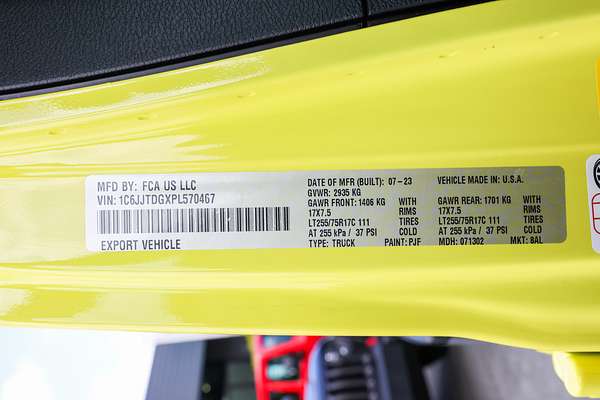 MFD BY: FCA US LLC
VIN: 1C6JJTDGXPL570467
EXPORT VEHICLE
DATE OF MFR (BUILT): 07-23 VEHICLE MADE IN: U.S.A.
GVWR: 2935 KG
GAWR FRONT: 1406 KG WITH GAWR REAR: 1701 KG WITH
17X7.5 RIMS 17X7.5 RIMS
LT255/75R17C 111 TIRES LT255/75R17C 111 TIRES
AT 255 kPa / 37 PSI COLD AT 255 kPa / 37 PSI COLD
TYPE: TRUCK PAINT: PJF MDH: 071302 MKT: 8AL